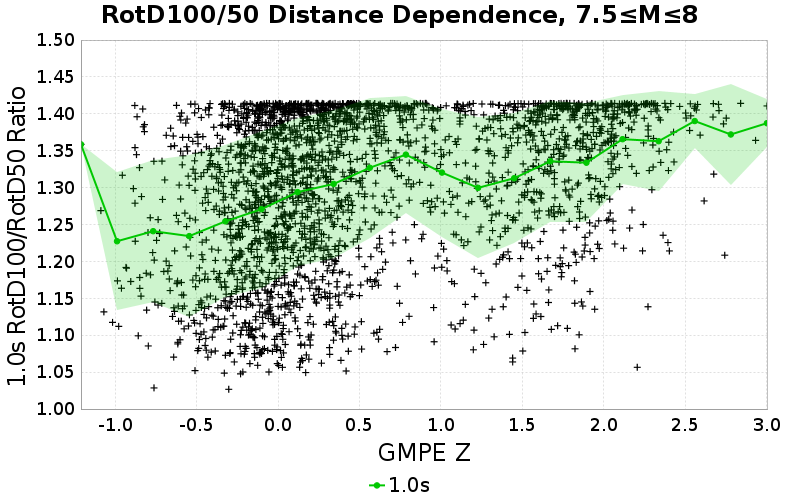 RotD100/50 Distance Dependence, 7.5≤M≤8
1.0s RotD100/RotD50 Ratio
1.50
1.45
1.40
1.35
1.30
1.25
1.20
1.15
1.10
1.05
1.00
-1.0 -0.5 0.0 0.5 1.0 1.5 2.0 2.5 3.0
GMPE Z
1.0s